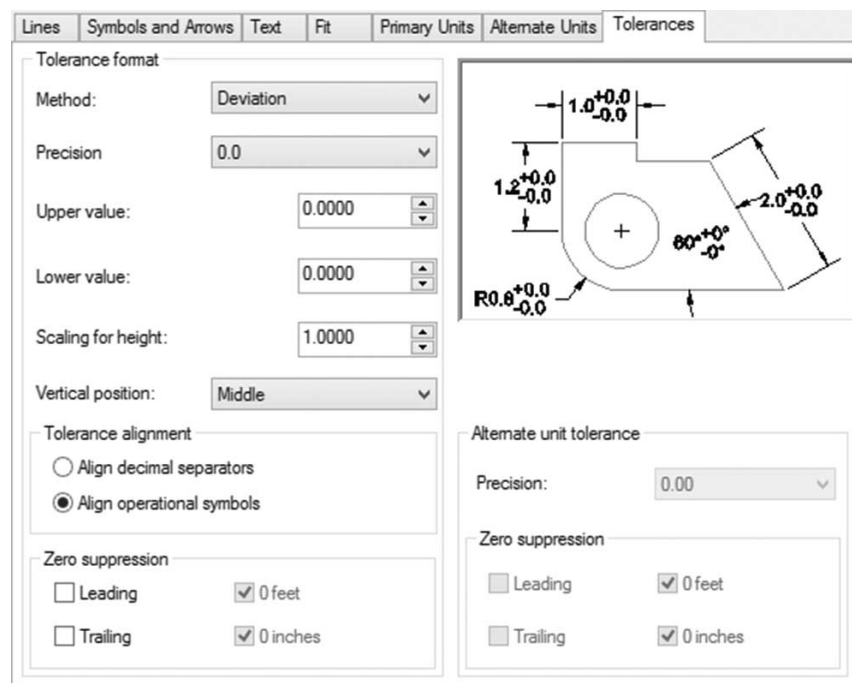 Lines Symbols and Arrows Text Fit Primary Units Alternate Units Tolerances
Tolerance format
Method: Deviation
Precision 0.0
Upper value: 0.0000
Lower value: 0.0000
Scaling for height: 1.0000
Vertical position: Middle
Tolerance alignment
Align decimal separators
Align operational symbols
Zero suppression
Leading 0 feet
Trailing 0 inches
1.0+0.0
-0.0
1.2+0.0
-0.0
2.0+0.0
-0.0
60°+0°
-0°
R0.8+0.0
-0.0
Alternate unit tolerance
Precision: 0.00
Zero suppression
Leading 0 feet
Trailing 0 inches